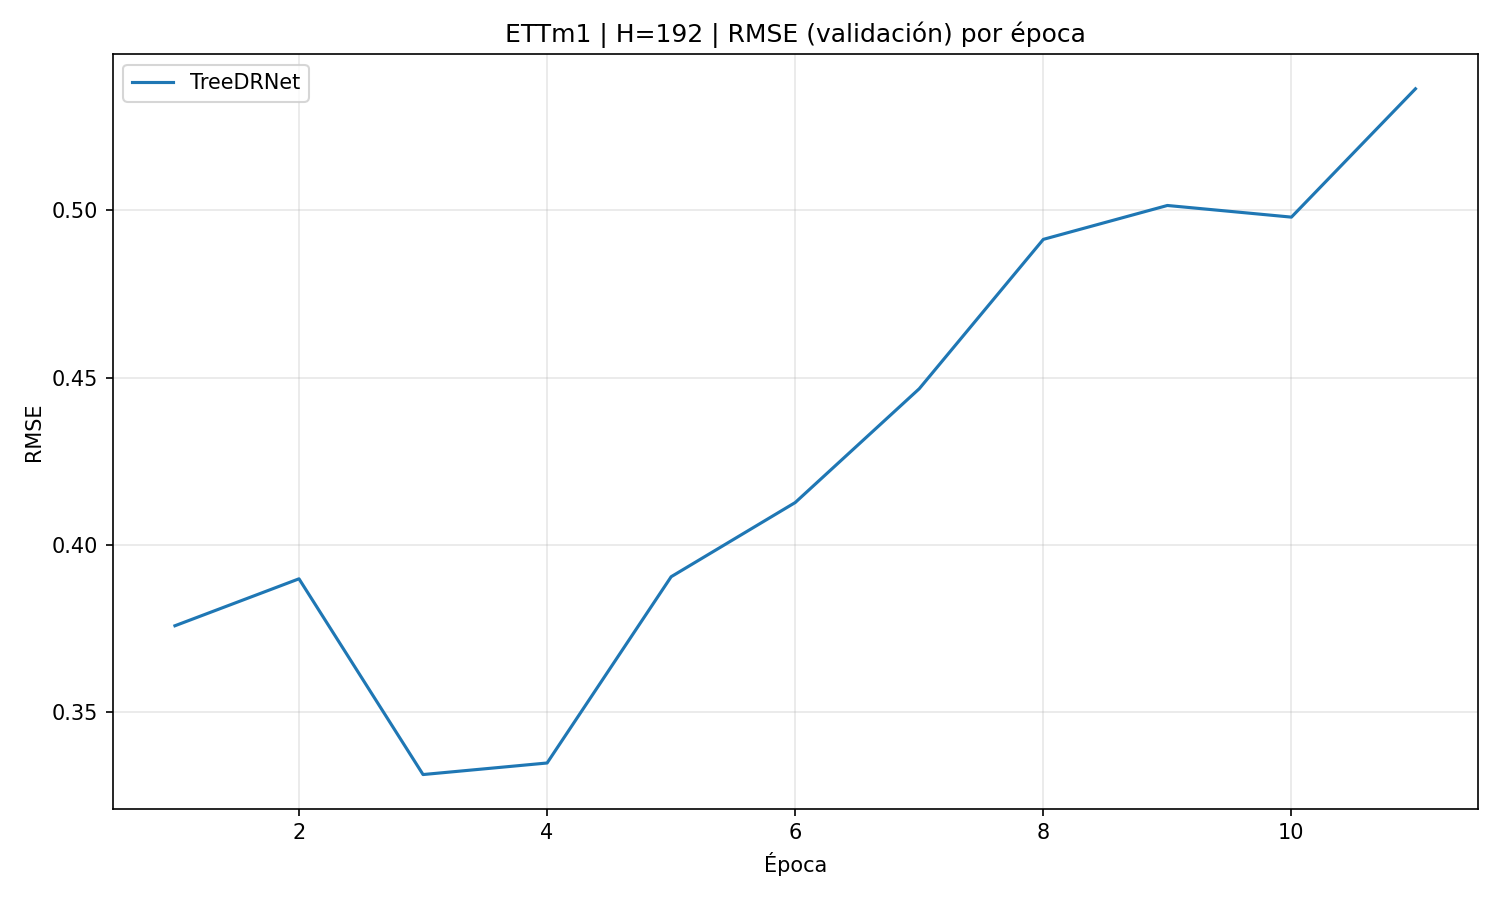 ETTm1 | H=192 | RMSE (validación) por época
TreeDRNet
0.50
0.45
0.40
0.35
RMSE
2 4 6 8 10
Época